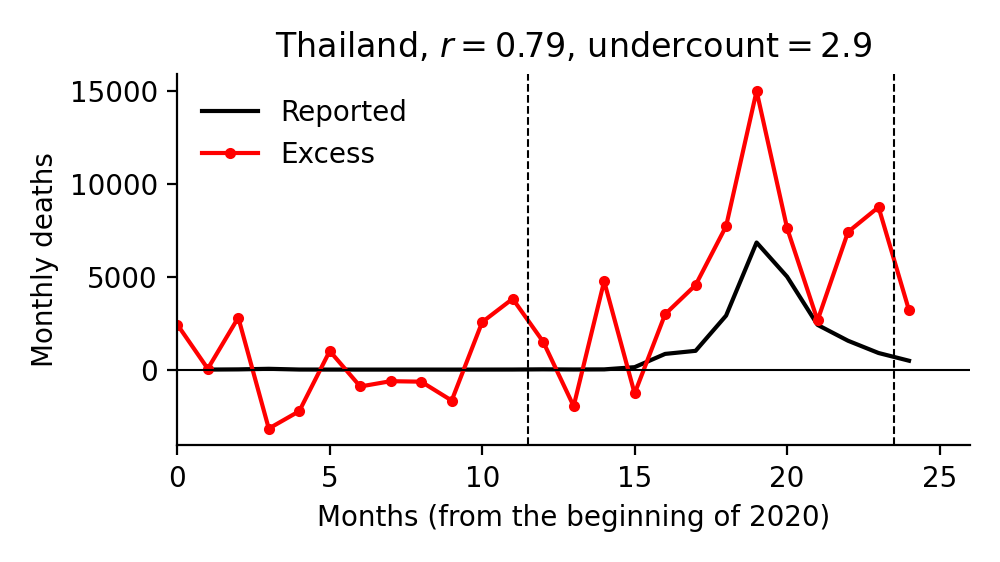 Thailand, r = 0.79, undercount = 2.9
Reported
Excess
Monthly deaths
15000
10000
5000
0
0 5 10 15 20 25
Months (from the beginning of 2020)